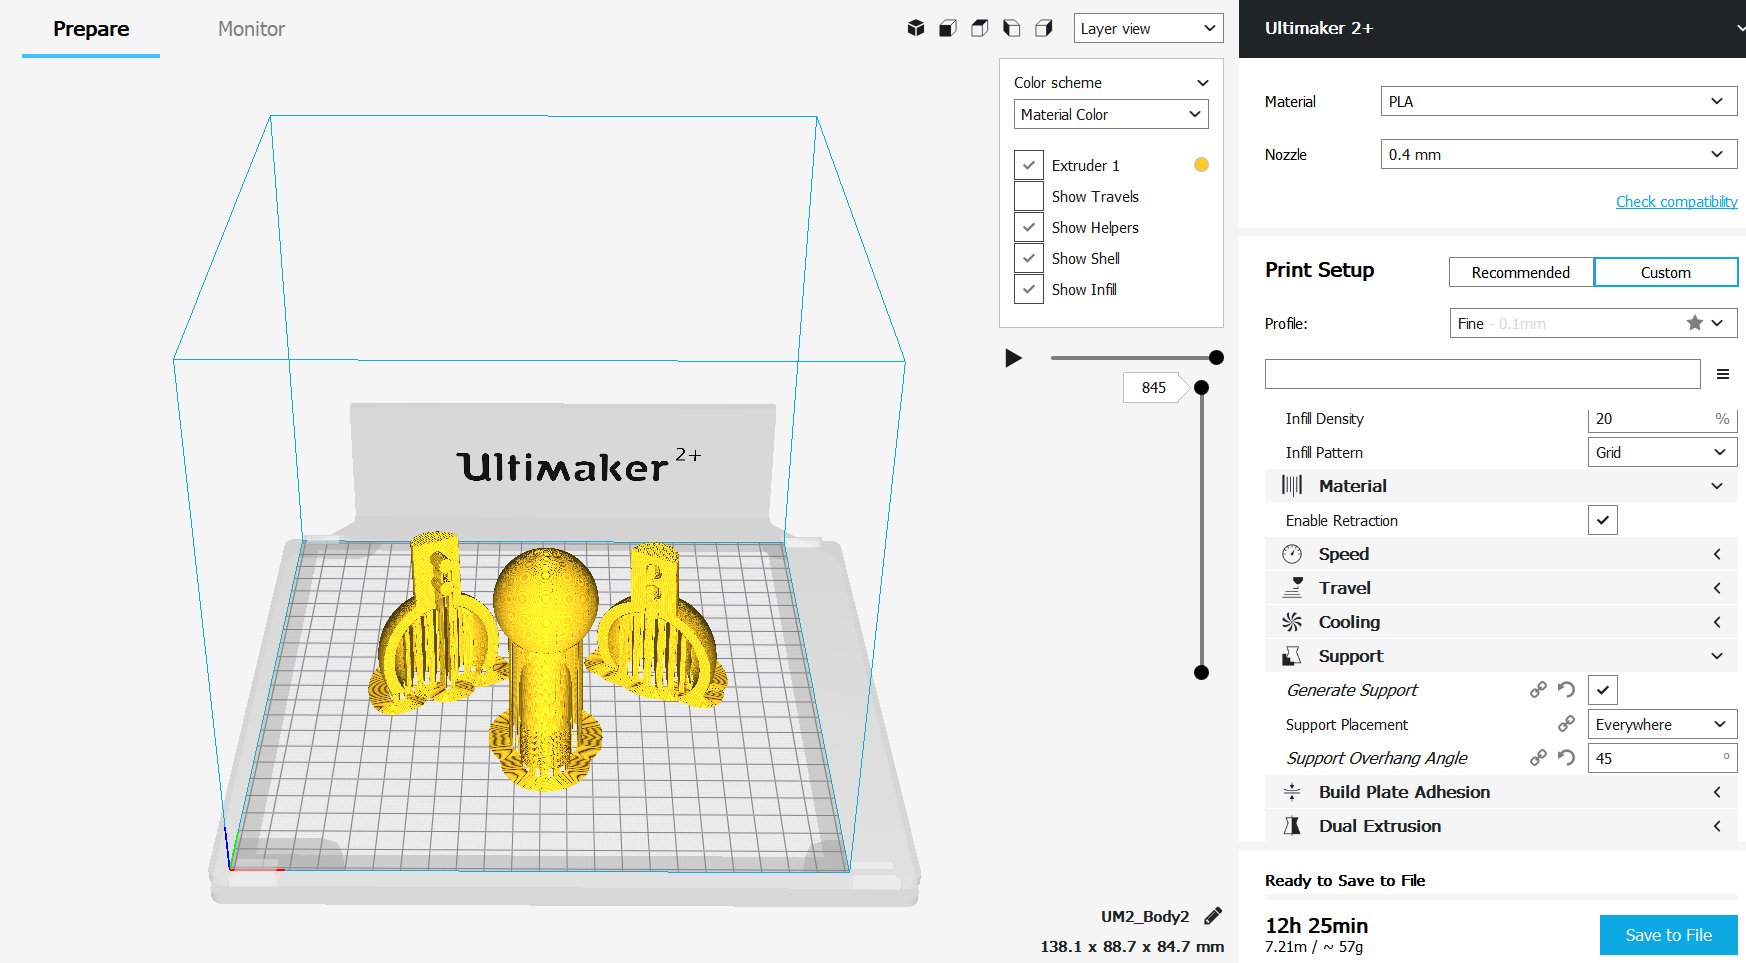 Prepare
Monitor
Layer view
Color scheme
Material Color
Extruder 1
Show Travels
Show Helpers
Show Shell
Show Infill
845
Ultimaker 2+
UM2_Body2
138.1 x 88.7 x 84.7 mm
Ultimaker 2+
Material PLA
Nozzle 0.4 mm
Check compatibility
Print Setup Recommended Custom
Profile: Fine - 0.1mm
Infill Density 20 %
Infill Pattern Grid
Material
Enable Retraction
Speed
Travel
Cooling
Support
Generate Support
Support Placement Everywhere
Support Overhang Angle 45 °
Build Plate Adhesion
Dual Extrusion
Ready to Save to File
12h 25min
7.21m / ~ 57g
Save to File